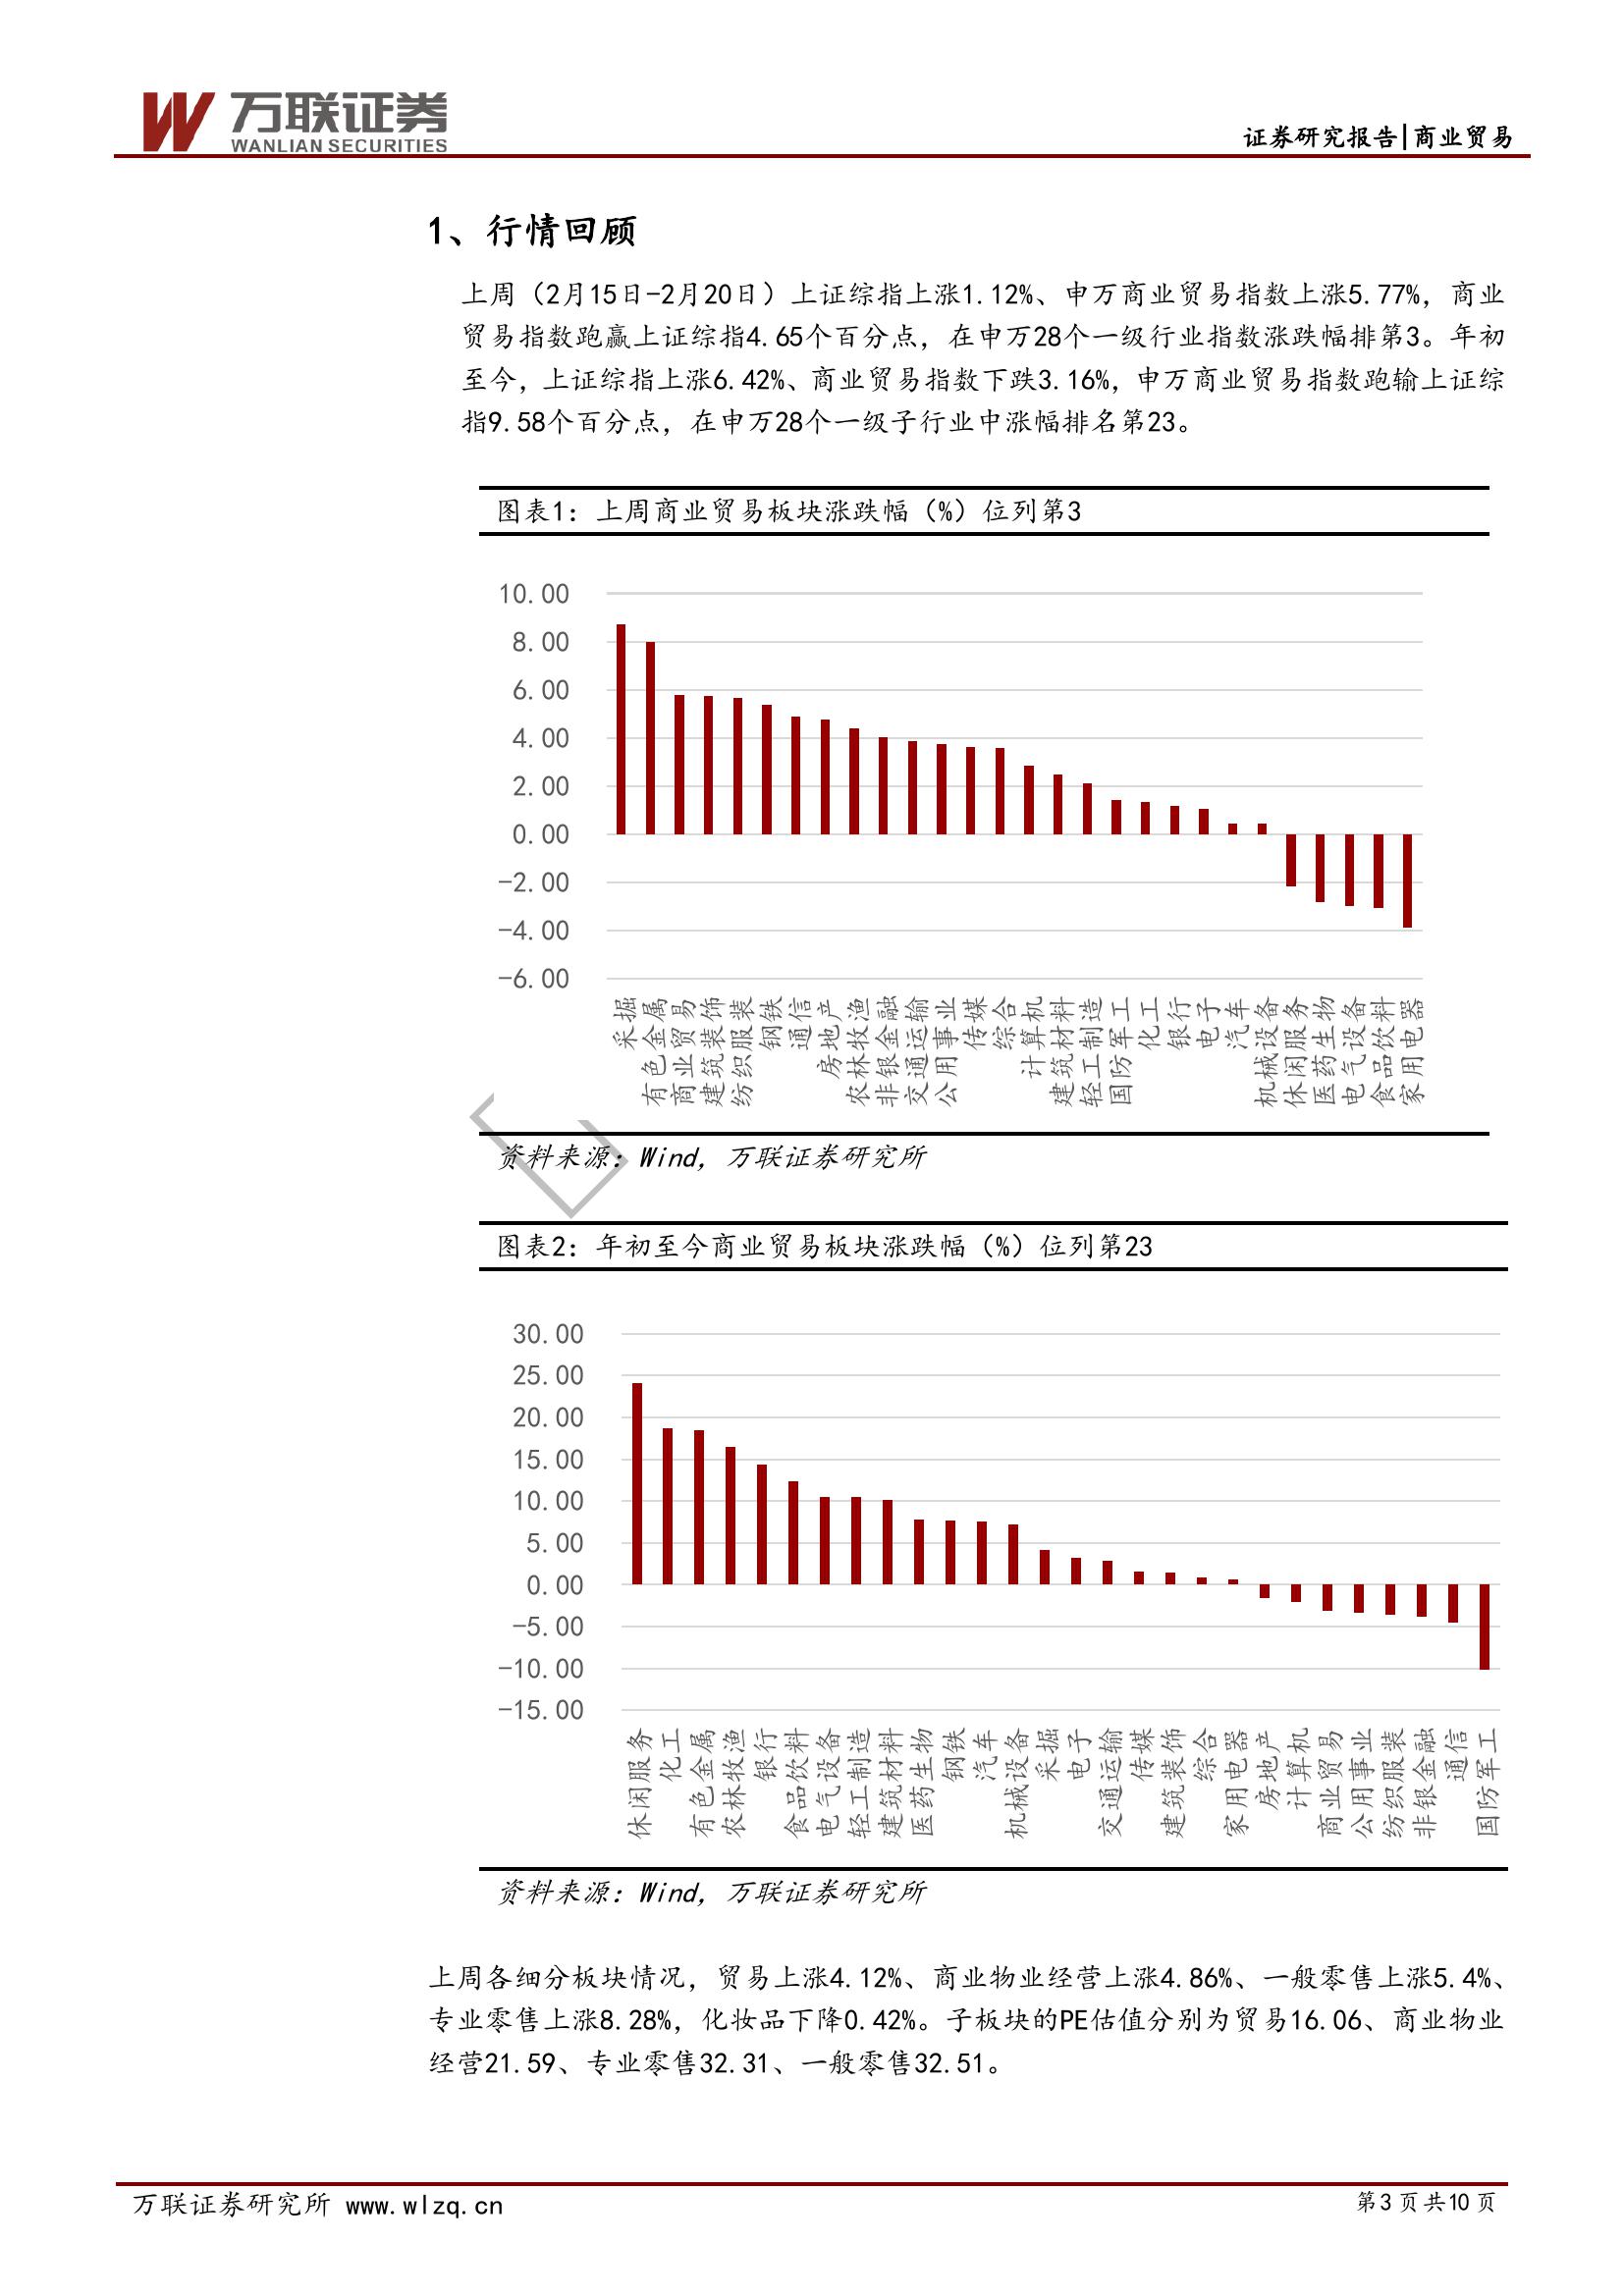 万联证券
WANLIAN SECURITIES
证券研究报告|商业贸易
1、行情回顾
上周（2月15日-2月20日）上证综指上涨1.12%、申万商业贸易指数上涨5.77%，商业
贸易指数跑赢上证综指4.65个百分点，在申万28个一级行业指数涨跌幅排第3。年初
至今，上证综指上涨6.42%、商业贸易指数下跌3.16%，申万商业贸易指数跑输上证综
指9.58个百分点，在申万28个一级子行业中涨幅排名第23。
图表1：上周商业贸易板块涨跌幅（%）位列第3
10.00
8.00
6.00
4.00
2.00
0.00
-2.00
-4.00
-6.00
采掘
有色金属
商业贸易
建筑装饰
纺织服装
钢铁
通信
房地产
农林牧渔
非银金融
交通运输
公用事业
传媒
综合
计算机
建筑材料
轻工制造
国防军工
化工
银行
电子
汽车
机械设备
休闲服务
医药生物
电气设备
食品饮料
家用电器
资料来源：Wind，万联证券研究所
图表2：年初至今商业贸易板块涨跌幅（%）位列第23
30.00
25.00
20.00
15.00
10.00
5.00
0.00
-5.00
-10.00
-15.00
休闲服务
化工
有色金属
农林牧渔
银行
食品饮料
电气设备
轻工制造
建筑材料
医药生物
钢铁
汽车
机械设备
采掘
电子
交通运输
传媒
建筑装饰
综合
家用电器
房地产
计算机
商业贸易
公用事业
纺织服装
非银金融
通信
国防军工
资料来源：Wind，万联证券研究所
上周各细分板块情况，贸易上涨4.12%、商业物业经营上涨4.86%、一般零售上涨5.4%、
专业零售上涨8.28%，化妆品下降0.42%。子板块的PE估值分别为贸易16.06、商业物业
经营21.59、专业零售32.31、一般零售32.51。
万联证券研究所 www.wlzq.cn
第3页共10页